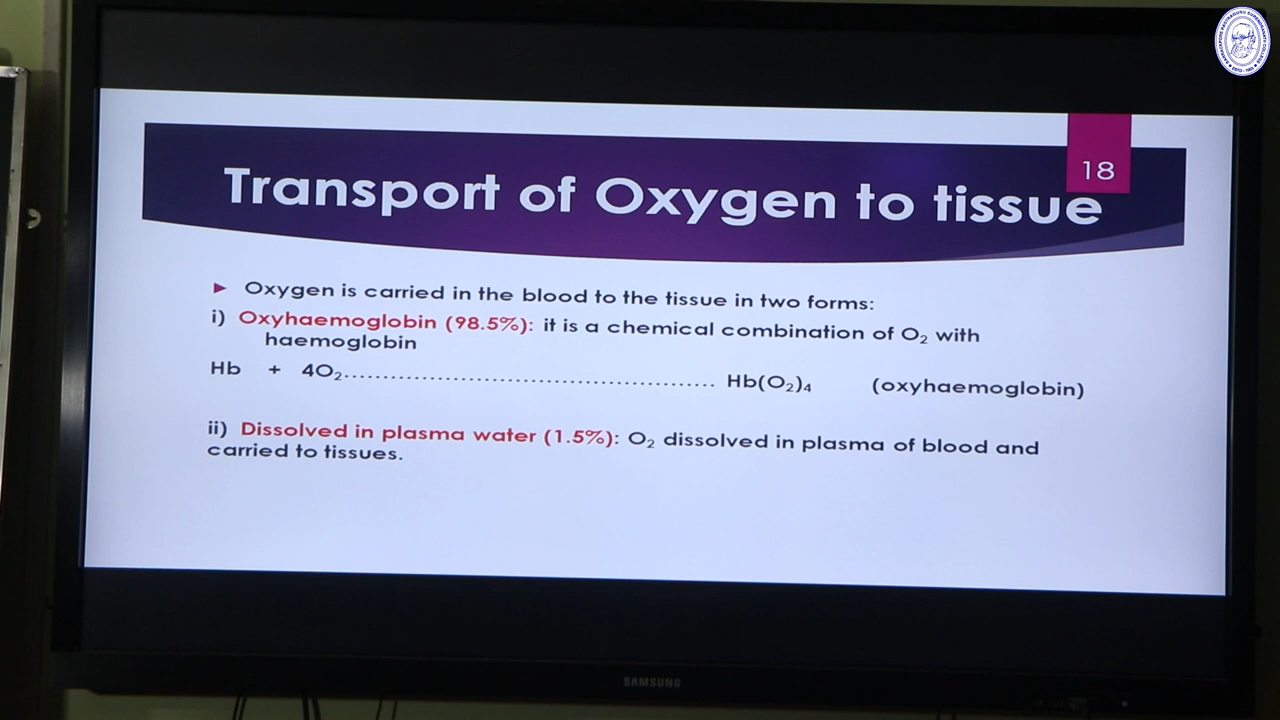 18
Transport of Oxygen to tissue
► Oxygen is carried in the blood to the tissue in two forms:
i) Oxyhaemoglobin (98.5%): it is a chemical combination of O₂ with
haemoglobin
Hb + 4O₂............................................... Hb(O₂)₄ (oxyhaemoglobin)
ii) Dissolved in plasma water (1.5%): O₂ dissolved in plasma of blood and
carried to tissues.
SAMSUNG